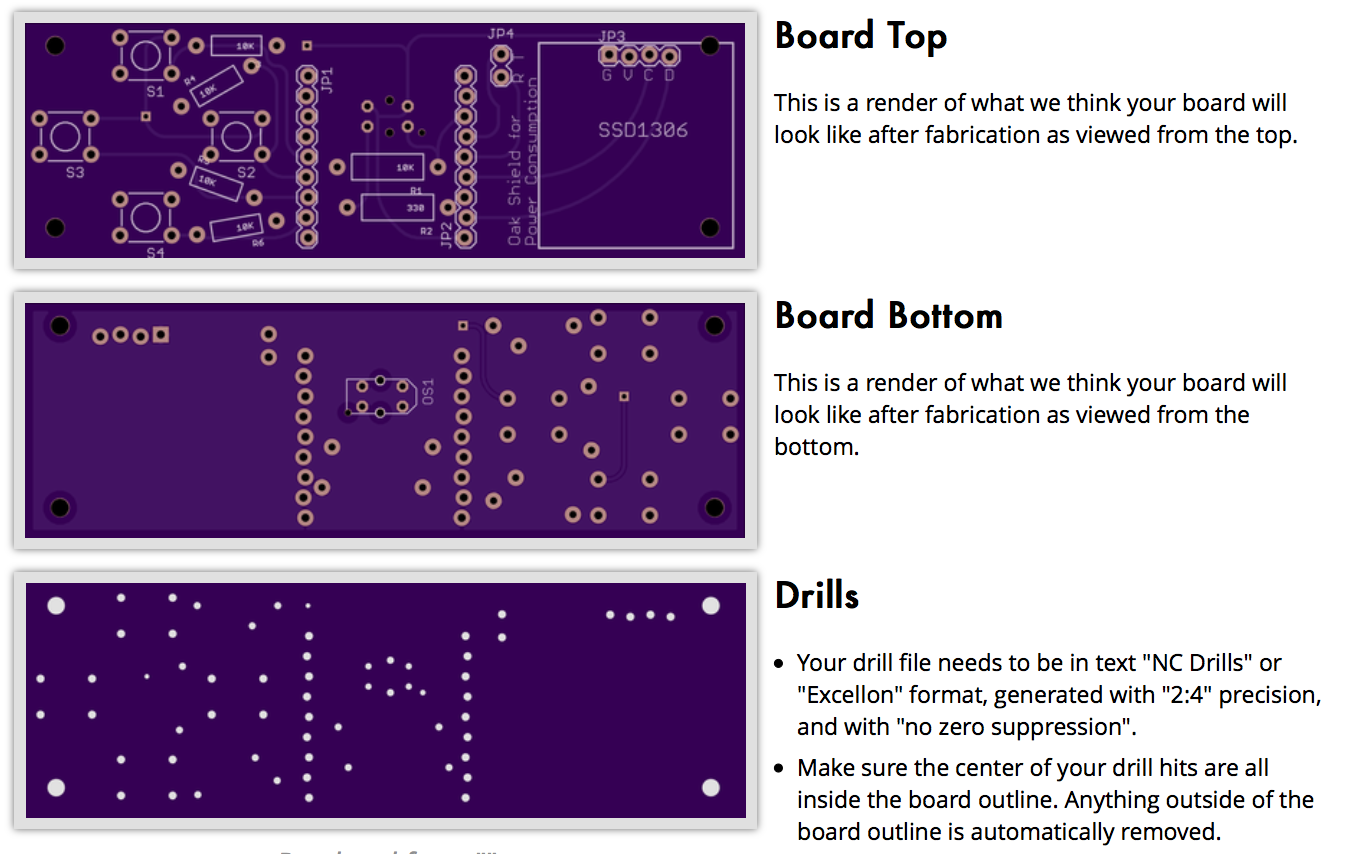 Board Top
This is a render of what we think your board will
look like after fabrication as viewed from the top.
S1
10K
R4
10K
JP1
JP4
R T
JP3
G V C D
SSD1306
S3
S2
10K
10K
R1
330
R2
JP2
Oak Shield for
Power Consumption
S4
10K
R6
Board Bottom
This is a render of what we think your board will
look like after fabrication as viewed from the
bottom.
OS1
Drills
Your drill file needs to be in text "NC Drills" or
"Excellon" format, generated with "2:4" precision,
and with "no zero suppression".
Make sure the center of your drill hits are all
inside the board outline. Anything outside of the
board outline is automatically removed.